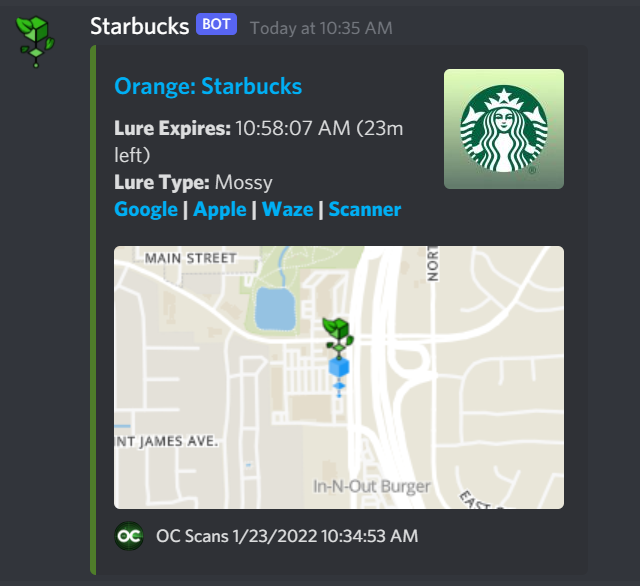 Starbucks BOT Today at 10:35 AM
Orange: Starbucks
Lure Expires: 10:58:07 AM (23m
left)
Lure Type: Mossy
Google | Apple | Waze | Scanner
MAIN STREET
NORT
NT JAMES AVE.
In-N-Out Burger
EAST
OC OC Scans 1/23/2022 10:34:53 AM